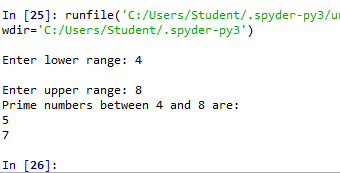 In [25]: runfile('C:/Users/Student/.spyder-py3/
wdir='C:/Users/Student/.spyder-py3')
Enter lower range: 4
Enter upper range: 8
Prime numbers between 4 and 8 are:
5
7
In [26]: